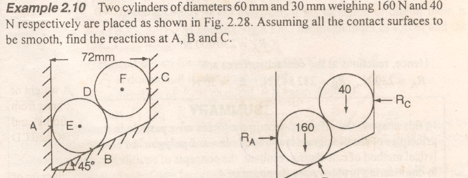 Example 2.10 Two cylinders of diameters 60 mm and 30 mm weighing 160 N and 40
N respectively are placed as shown in Fig. 2.28. Assuming all the contact surfaces to
be smooth, find the reactions at A, B and C.
72mm
F
C
D
40
RC
A
E
160
RA
B
45°